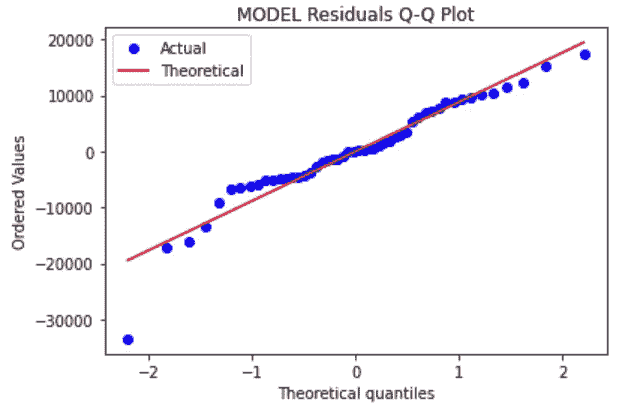 MODEL Residuals Q-Q Plot
Actual
Theoretical
20000
10000
0
−10000
−20000
−30000
Ordered Values
−2
−1
0
1
2
Theoretical quantiles